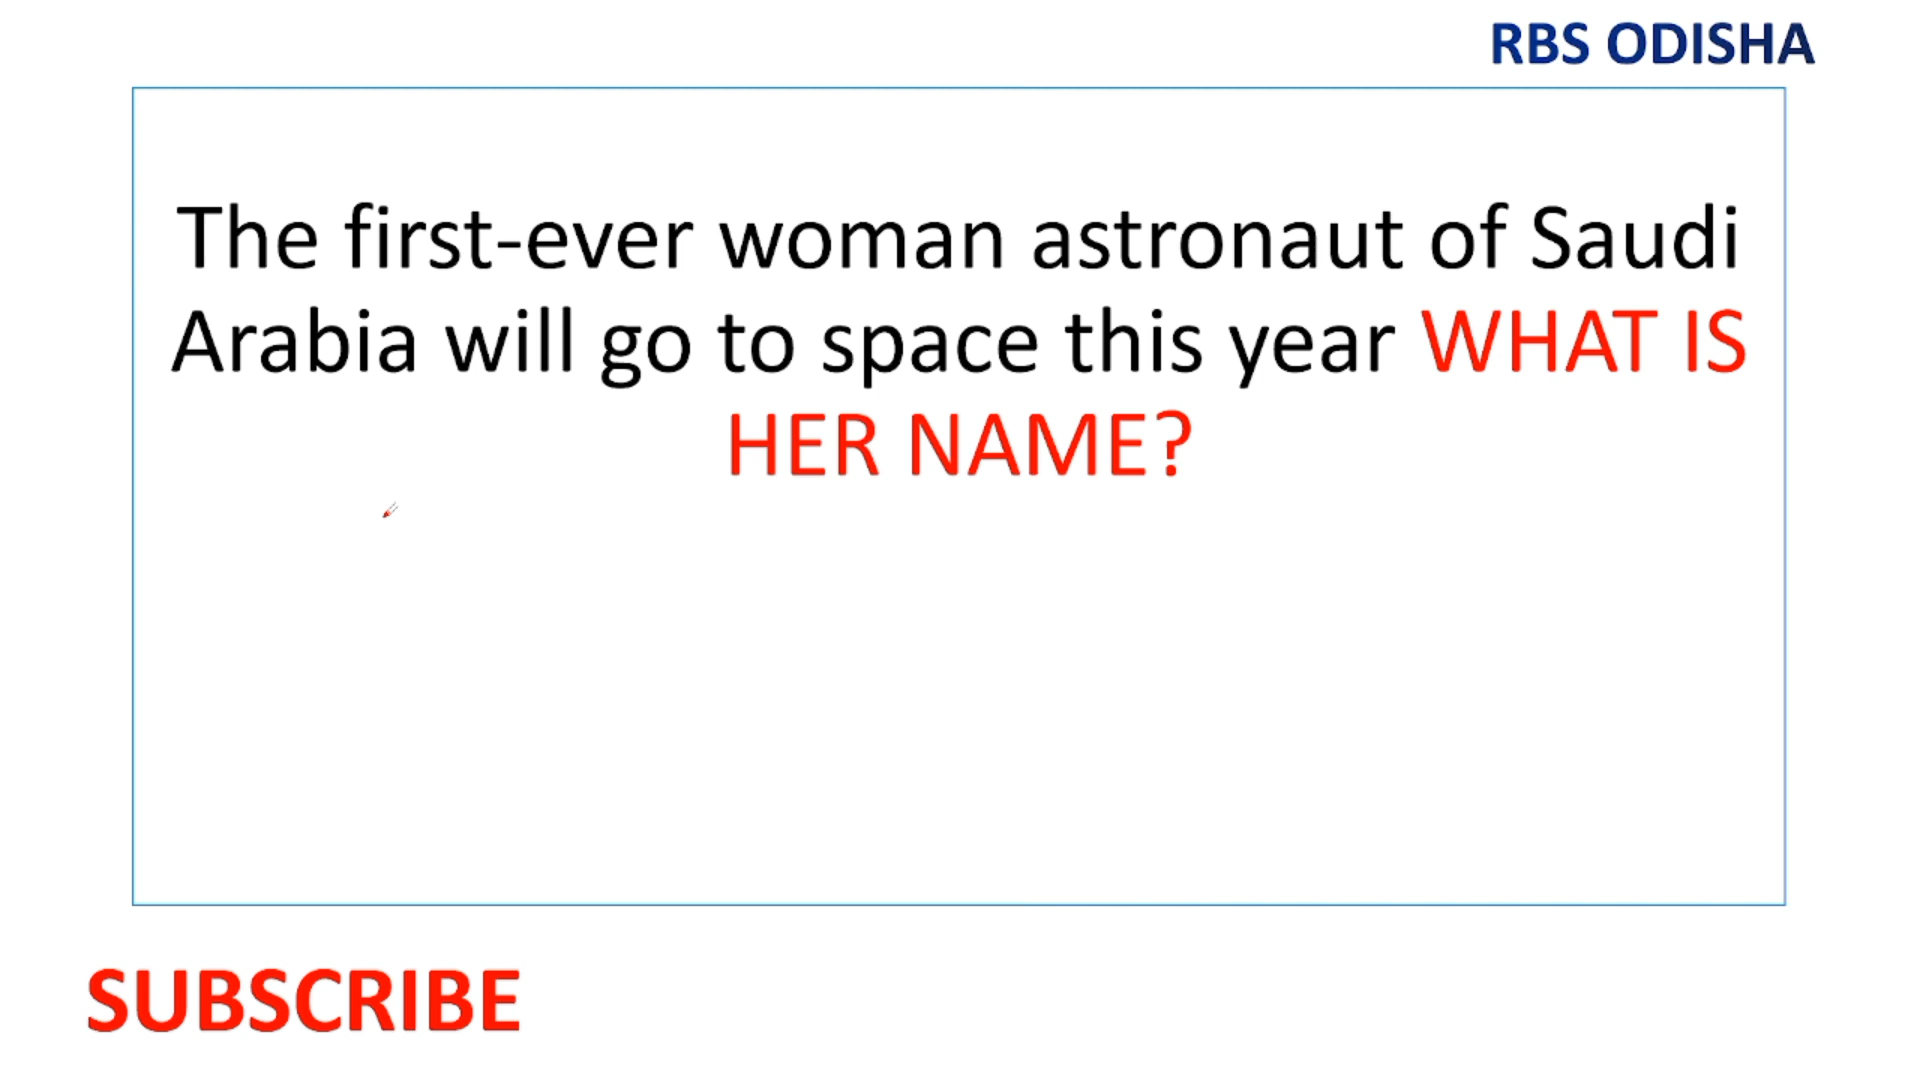 RBS ODISHA
The first-ever woman astronaut of Saudi
Arabia will go to space this year WHAT IS
HER NAME?
SUBSCRIBE